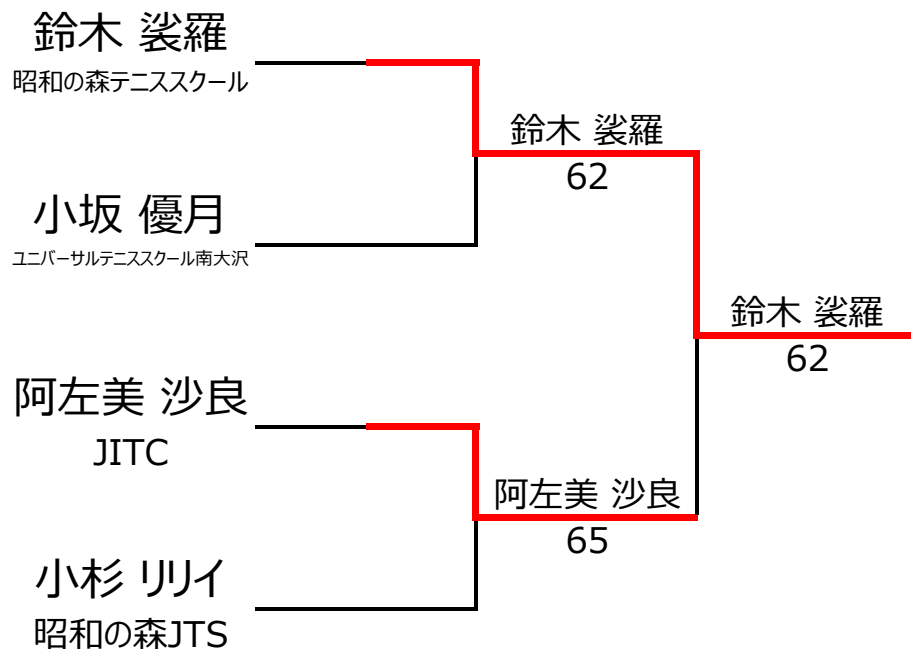 鈴木 裟羅
昭和の森テニススクール
鈴木 裟羅
62
小坂 優月
ユニバーサルテニススクール南大沢
鈴木 裟羅
62
阿左美 沙良
JITC
阿左美 沙良
65
小杉 リリイ
昭和の森JTS